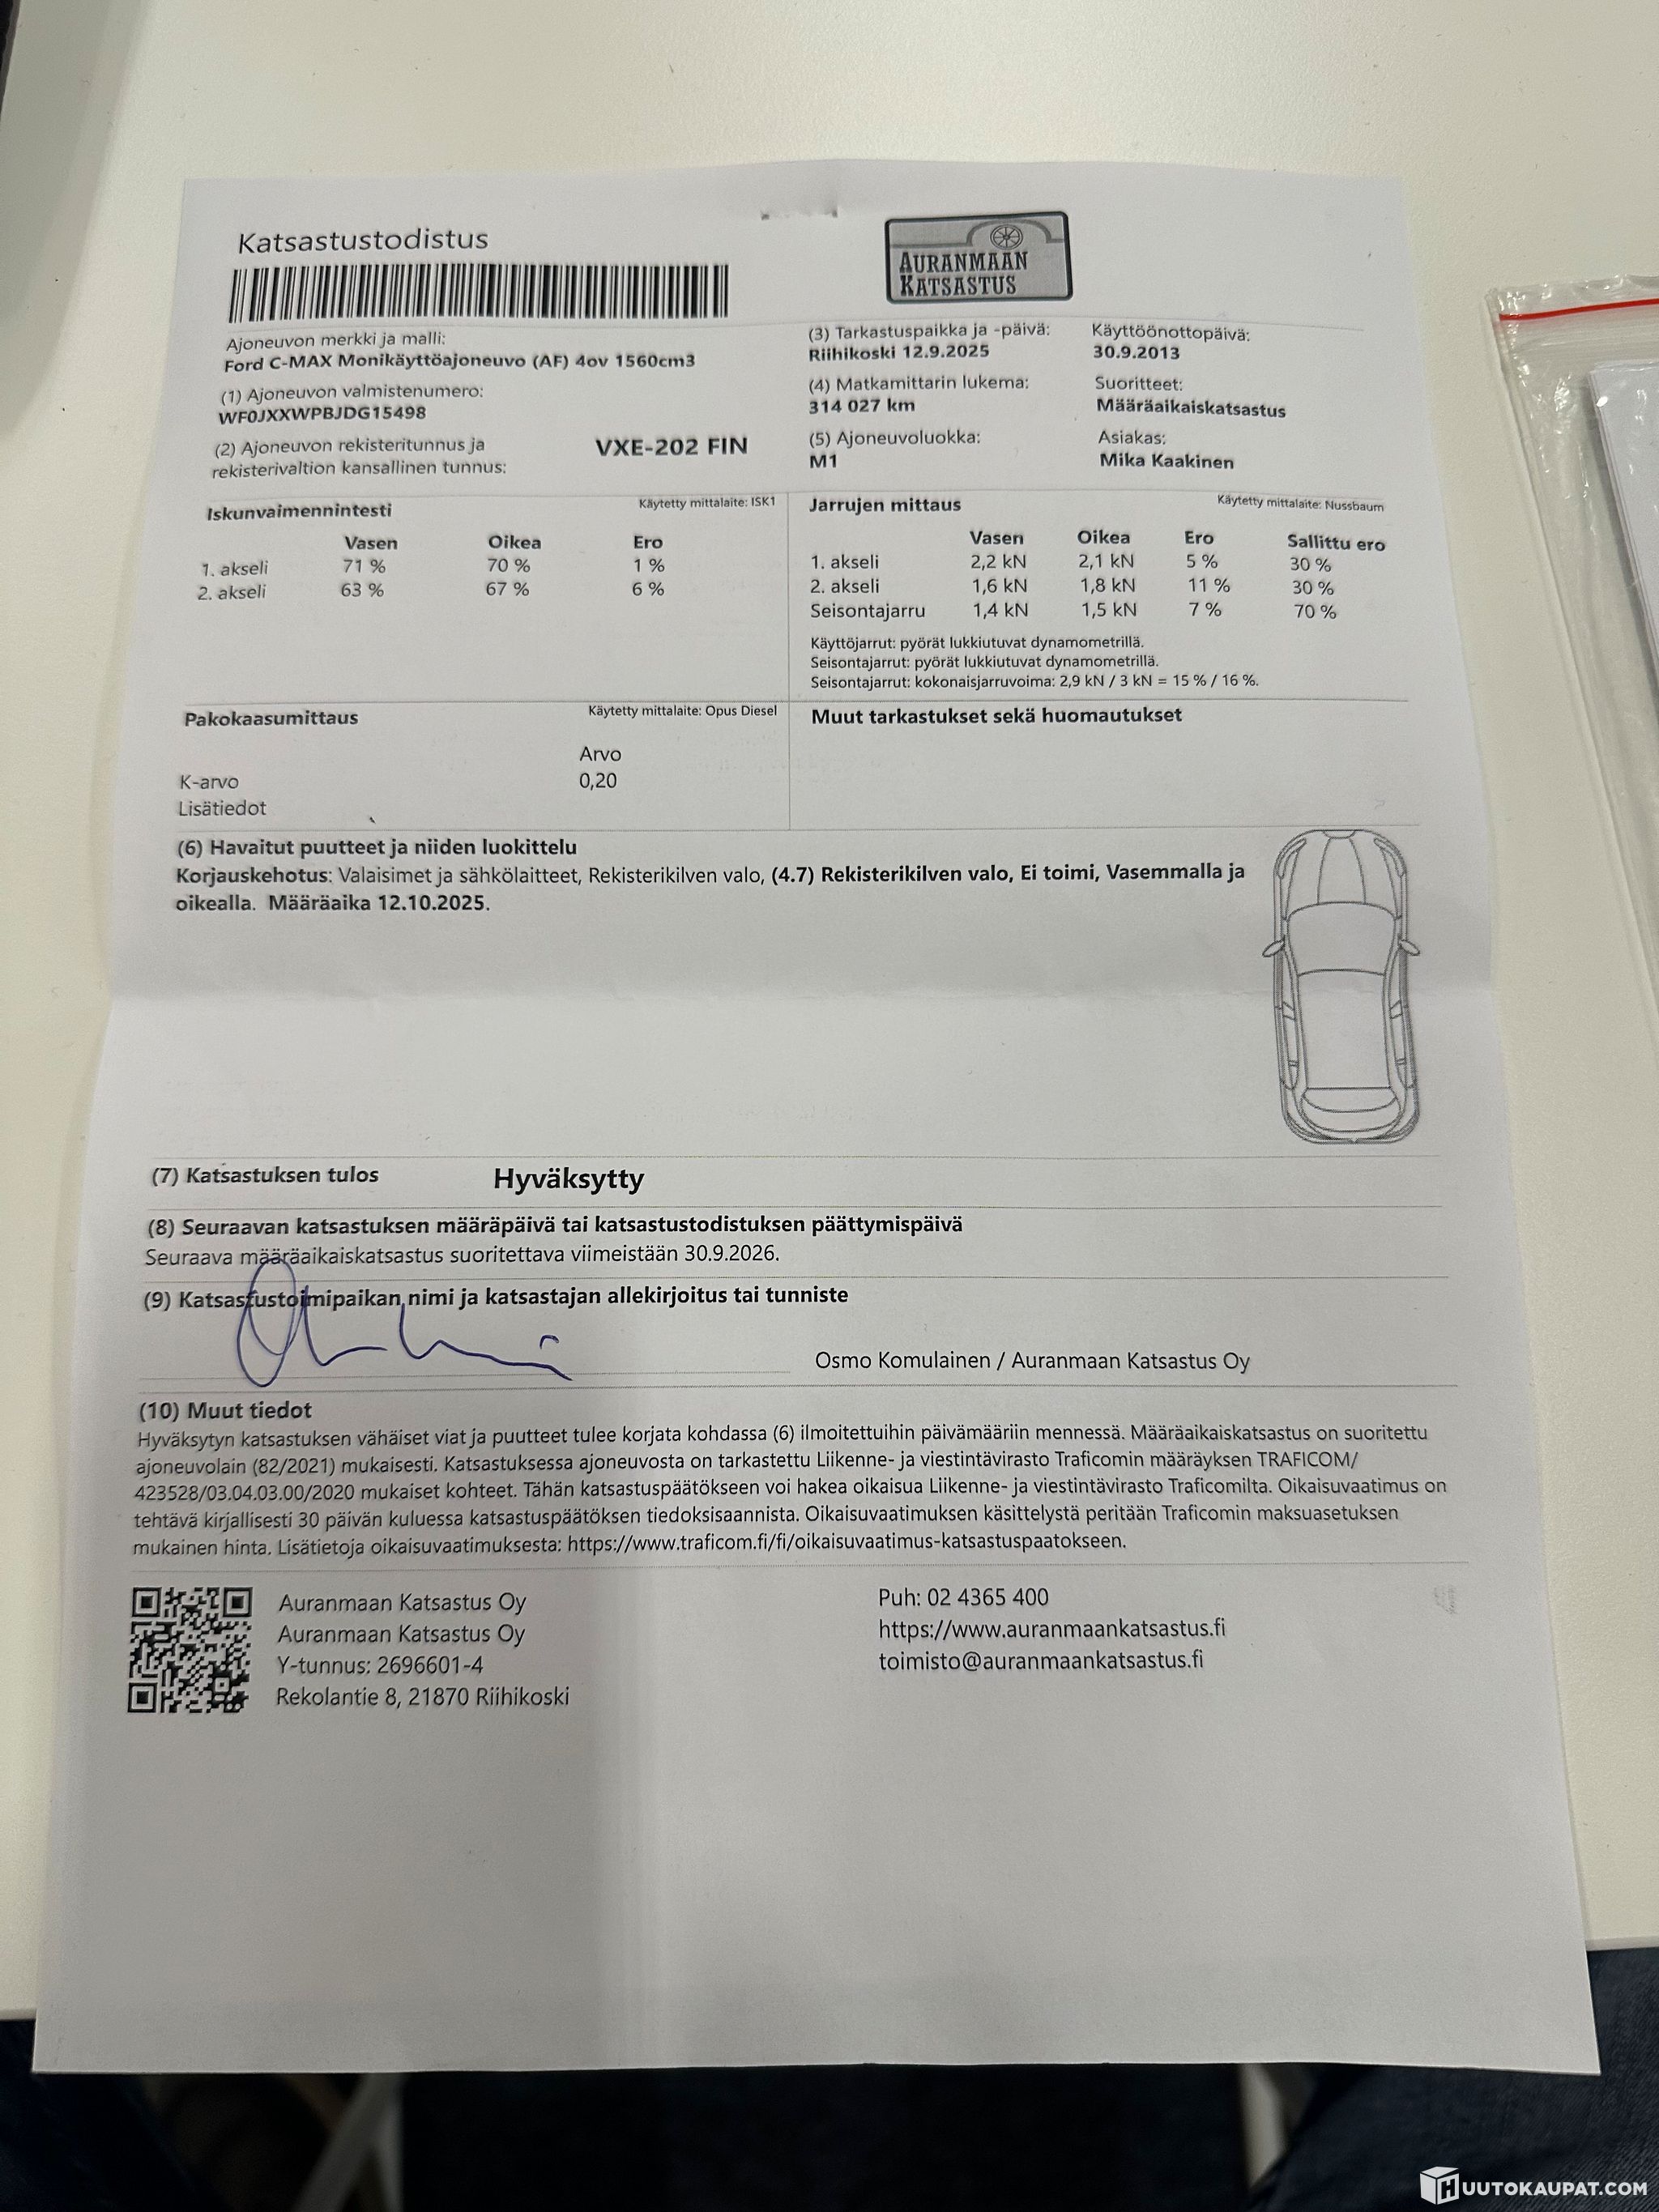 Katsastustodistus
AURANMAAN
KATSASTUS
Ajoneuvon merkki ja malli:
Ford C-MAX Monikäyttöajoneuvo (AF) 4ov 1560cm3
(1) Ajoneuvon valmistenumero:
WF0JXXWPBJDG15498
(2) Ajoneuvon rekisteritunnus ja
rekisterivaltion kansallinen tunnus:
VXE-202 FIN
(3) Tarkastuspaikka ja -päivä:
Riihikoski 12.9.2025
(4) Matkamittarin lukema:
314 027 km
(5) Ajoneuvoluokka:
M1
Käyttöönottopäivä:
30.9.2013
Suoritteet:
Määräaikaiskatsastus
Asiakas:
Mika Kaakinen
Iskunvaimennintesti Käytetty mittalaite: ISK1
Vasen Oikea Ero
1. akseli 71 % 70 % 1 %
2. akseli 63 % 67 % 6 %
Jarrujen mittaus Käytetty mittalaite: Nussbaum
Vasen Oikea Ero Sallittu ero
1. akseli 2,2 kN 2,1 kN 5 % 30 %
2. akseli 1,6 kN 1,8 kN 11 % 30 %
Seisontajarru 1,4 kN 1,5 kN 7 % 70 %
Käyttöjarrut: pyörät lukkiutuvat dynamometrillä.
Seisontajarrut: pyörät lukkiutuvat dynamometrillä.
Seisontajarrut: kokonaisjarruvoima: 2,9 kN / 3 kN = 15 % / 16 %.
Pakokaasumittaus Käytetty mittalaite: Opus Diesel
Arvo
K-arvo 0,20
Lisätiedot
Muut tarkastukset sekä huomautukset
(6) Havaitut puutteet ja niiden luokittelu
Korjauskehotus: Valaisimet ja sähkölaitteet, Rekisterikilven valo, (4.7) Rekisterikilven valo, Ei toimi, Vasemmalla ja
oikealla. Määräaika 12.10.2025.
(7) Katsastuksen tulos Hyväksytty
(8) Seuraavan katsastuksen määräpäivä tai katsastustodistuksen päättymispäivä
Seuraava määräaikaiskatsastus suoritettava viimeistään 30.9.2026.
(9) Katsastustoimipaikan nimi ja katsastajan allekirjoitus tai tunniste
Osmo Komulainen / Auranmaan Katsastus Oy
(10) Muut tiedot
Hyväksytyn katsastuksen vähäiset viat ja puutteet tulee korjata kohdassa (6) ilmoitettuihin päivämääriin mennessä. Määräaikaiskatsastus on suoritettu
ajoneuvolain (82/2021) mukaisesti. Katsastuksessa ajoneuvosta on tarkastettu Liikenne- ja viestintävirasto Traficomin määräyksen TRAFICOM/
423528/03.04.03.00/2020 mukaiset kohteet. Tähän katsastuspäätökseen voi hakea oikaisua Liikenne- ja viestintävirasto Traficomilta. Oikaisuvaatimus on
tehtävä kirjallisesti 30 päivän kuluessa katsastuspäätöksen tiedoksisaannista. Oikaisuvaatimuksen käsittelystä peritään Traficomin maksuasetuksen
mukainen hinta. Lisätietoja oikaisuvaatimuksesta: https://www.traficom.fi/fi/oikaisuvaatimus-katsastuspaatokseen.
Auranmaan Katsastus Oy
Auranmaan Katsastus Oy
Y-tunnus: 2696601-4
Rekolantie 8, 21870 Riihikoski
Puh: 02 4365 400
https://www.auranmaankatsastus.fi
toimisto@auranmaankatsastus.fi
HUUTOKAUPAT.COM